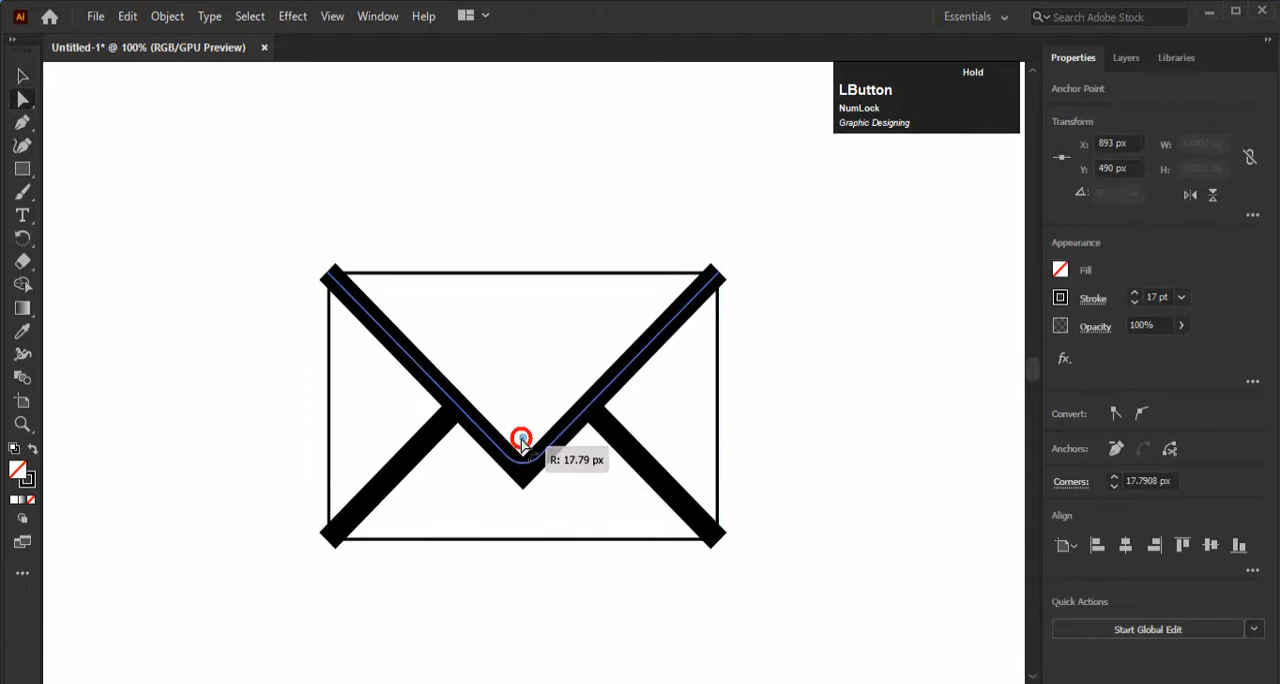 Ai File Edit Object Type Select Effect View Window Help Essentials Search Adobe Stock
Untitled-1* @ 100% (RGB/GPU Preview) ×
Hold
LButton
NumLock
Graphic Designing
R: 17.79 px
Properties Layers Libraries
Anchor Point
Transform
X: 893 px W:
Y: 490 px H:
Appearance
Fill
Stroke 17 pt
Opacity 100%
fx.
Convert:
Anchors:
Corners: 17.7908 px
Align
Quick Actions
Start Global Edit